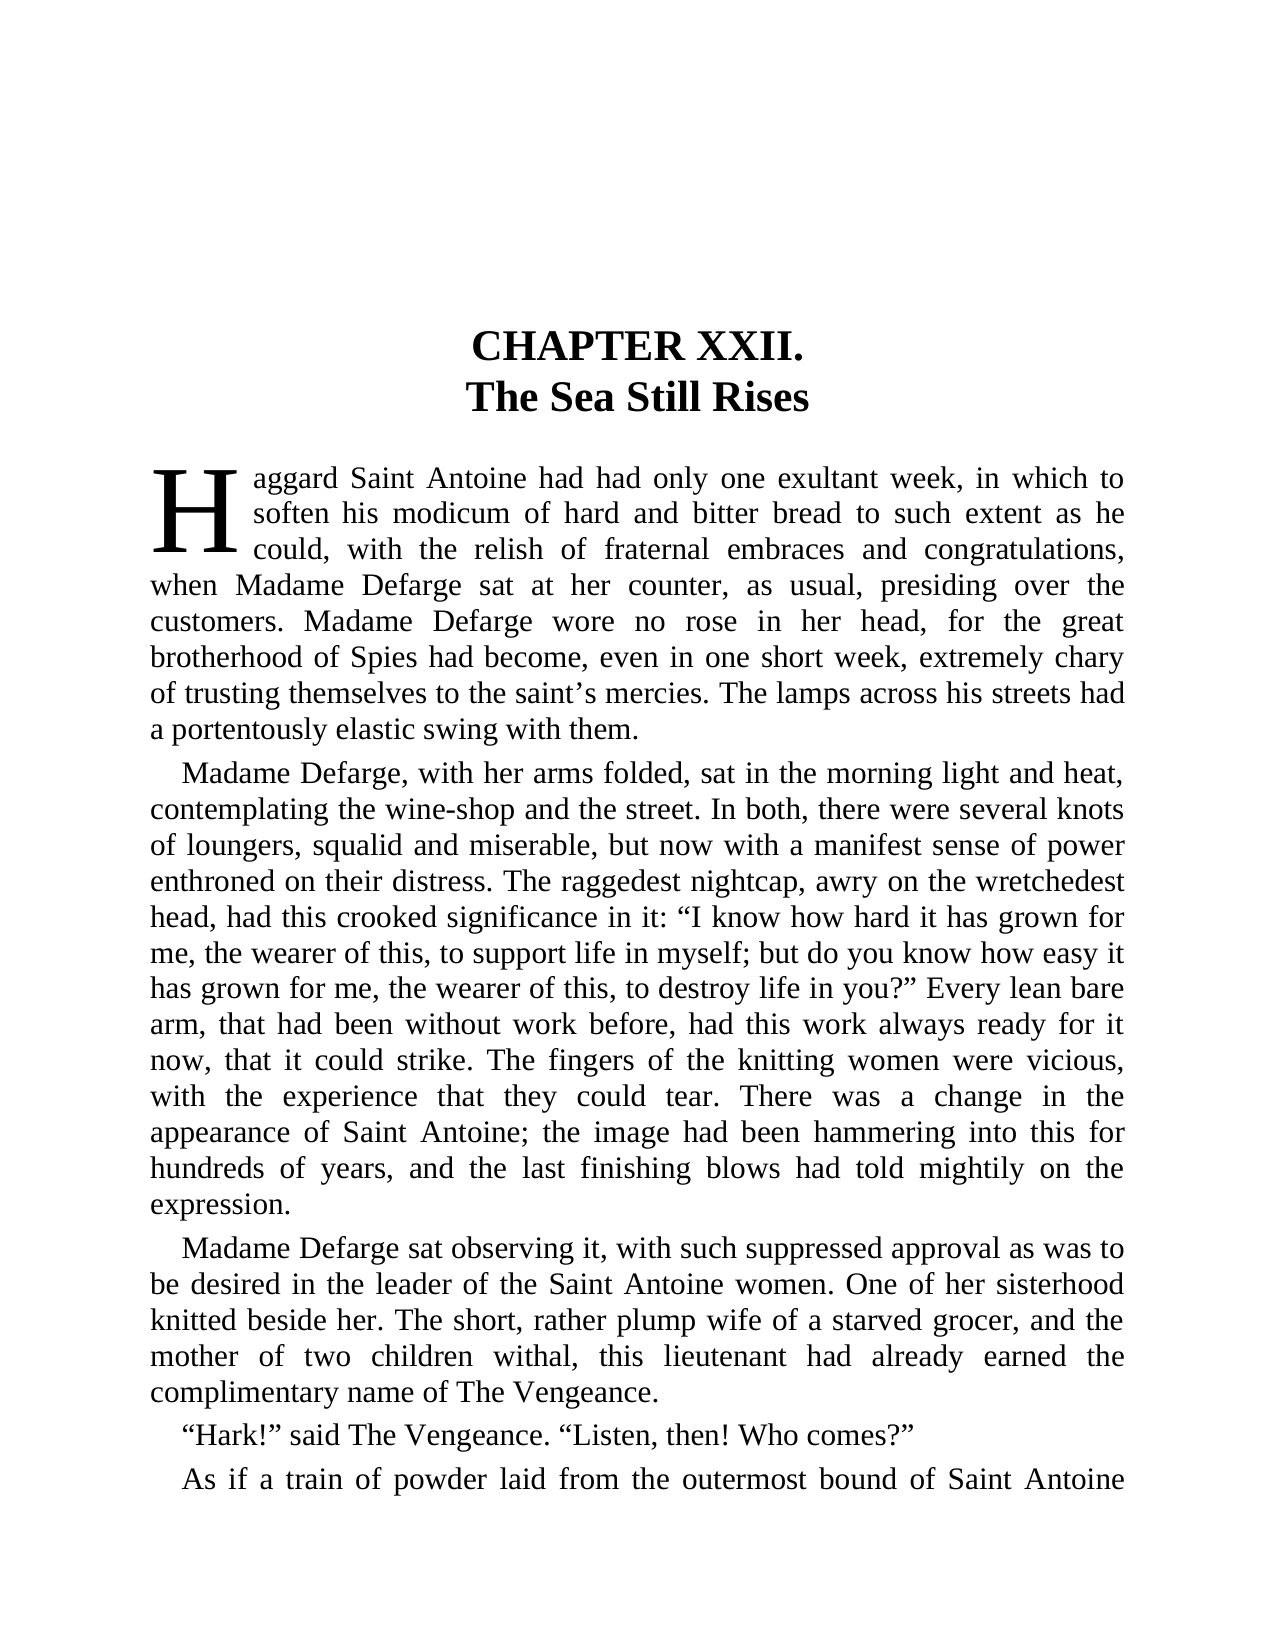 CHAPTER XXII.
The Sea Still Rises
Haggard Saint Antoine had had only one exultant week, in which to
soften his modicum of hard and bitter bread to such extent as he
could, with the relish of fraternal embraces and congratulations,
when Madame Defarge sat at her counter, as usual, presiding over the
customers. Madame Defarge wore no rose in her head, for the great
brotherhood of Spies had become, even in one short week, extremely chary
of trusting themselves to the saint’s mercies. The lamps across his streets had
a portentously elastic swing with them.
Madame Defarge, with her arms folded, sat in the morning light and heat,
contemplating the wine-shop and the street. In both, there were several knots
of loungers, squalid and miserable, but now with a manifest sense of power
enthroned on their distress. The raggedest nightcap, awry on the wretchedest
head, had this crooked significance in it: “I know how hard it has grown for
me, the wearer of this, to support life in myself; but do you know how easy it
has grown for me, the wearer of this, to destroy life in you?” Every lean bare
arm, that had been without work before, had this work always ready for it
now, that it could strike. The fingers of the knitting women were vicious,
with the experience that they could tear. There was a change in the
appearance of Saint Antoine; the image had been hammering into this for
hundreds of years, and the last finishing blows had told mightily on the
expression.
Madame Defarge sat observing it, with such suppressed approval as was to
be desired in the leader of the Saint Antoine women. One of her sisterhood
knitted beside her. The short, rather plump wife of a starved grocer, and the
mother of two children withal, this lieutenant had already earned the
complimentary name of The Vengeance.
“Hark!” said The Vengeance. “Listen, then! Who comes?”
As if a train of powder laid from the outermost bound of Saint Antoine